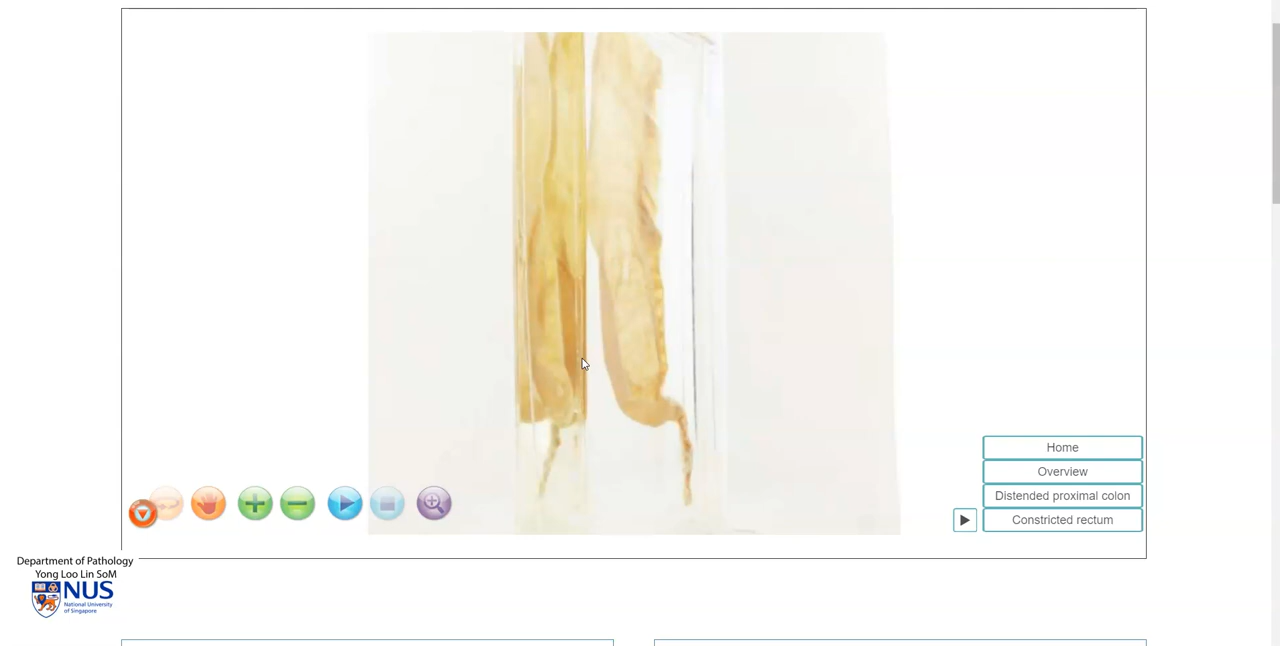 Home
Overview
Distended proximal colon
Constricted rectum
Department of Pathology
Yong Loo Lin SoM
NUS
National University
of Singapore